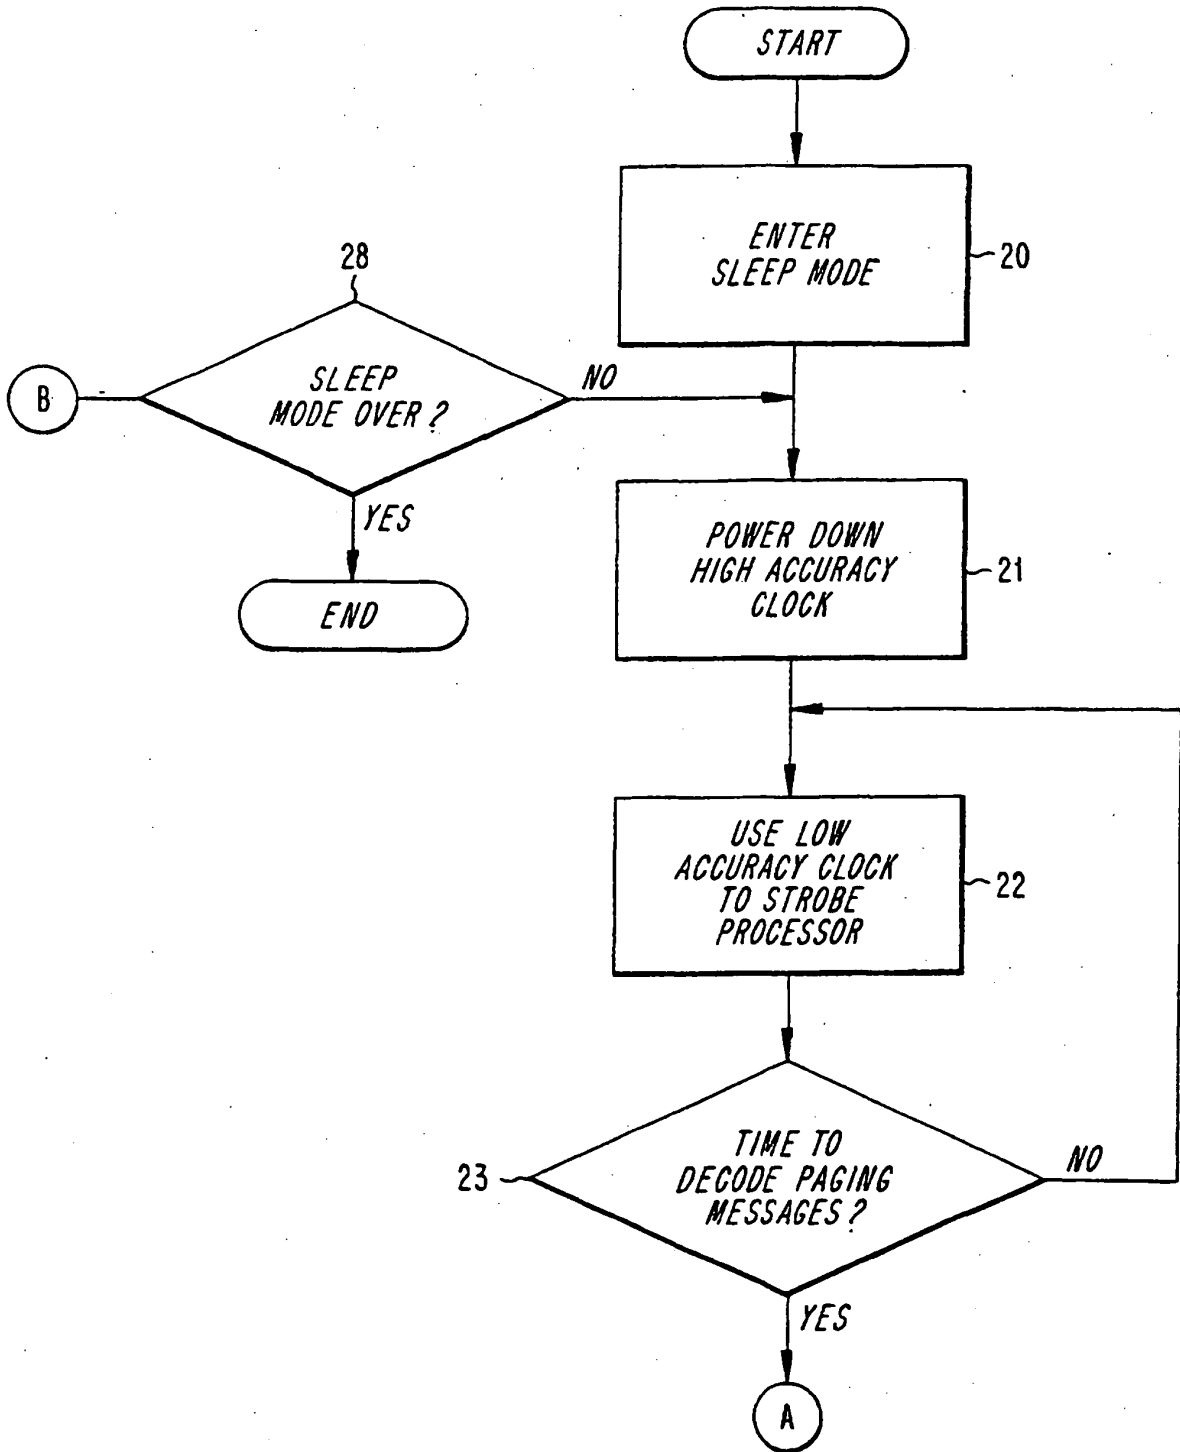 START
ENTER
SLEEP MODE
20
28
B
SLEEP
MODE OVER?
NO
YES
END
POWER DOWN
HIGH ACCURACY
CLOCK
21
USE LOW
ACCURACY CLOCK
TO STROBE
PROCESSOR
22
23
TIME TO
DECODE PAGING
MESSAGES?
NO
YES
A